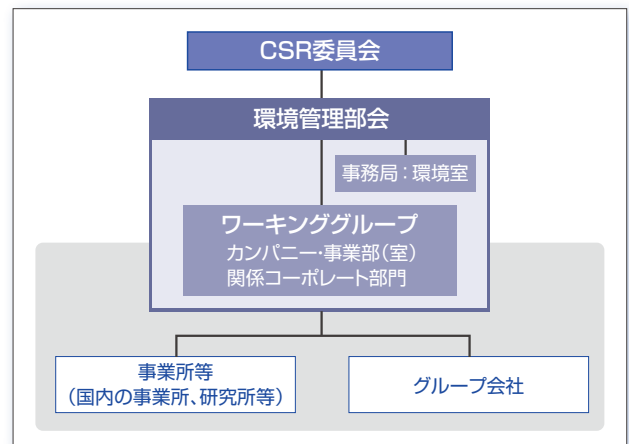 CSR委員会
環境管理部会
事務局：環境室
ワーキンググループ
カンパニー・事業部（室）
関係コーポレート部門
事業所等
（国内の事業所、研究所等）
グループ会社